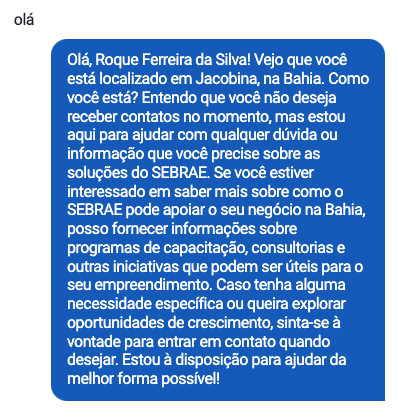 olá
Olá, Roque Ferreira da Silva! Vejo que você
está localizado em Jacobina, na Bahia. Como
você está? Entendo que você não deseja
receber contatos no momento, mas estou
aqui para ajudar com qualquer dúvida ou
informação que você precise sobre as
soluções do SEBRAE. Se você estiver
interessado em saber mais sobre como o
SEBRAE pode apoiar o seu negócio na Bahia,
posso fornecer informações sobre
programas de capacitação, consultorias e
outras iniciativas que podem ser úteis para o
seu empreendimento. Caso tenha alguma
necessidade específica ou queira explorar
oportunidades de crescimento, sinta-se à
vontade para entrar em contato quando
desejar. Estou à disposição para ajudar da
melhor forma possível!